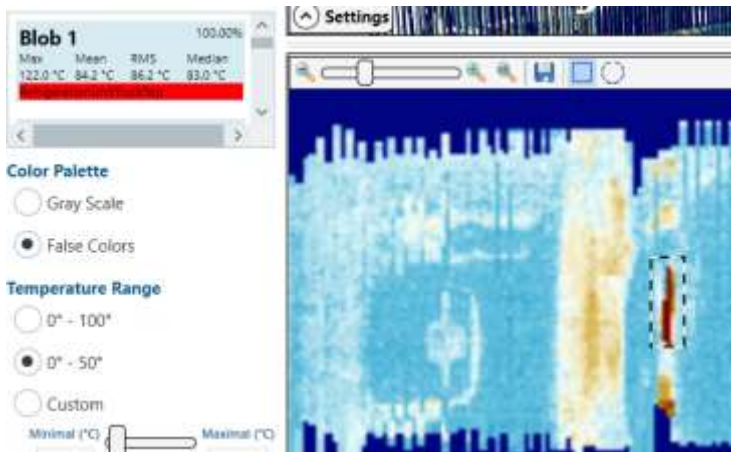 Blob 1
100.00%
Max Mean RMS Median
122.0 °C 84.2 °C 86.2 °C 83.0 °C
Settings
Color Palette
Gray Scale
False Colors
Temperature Range
0° - 100°
0° - 50°
Custom
Minimal (°C)
Maximal (°C)